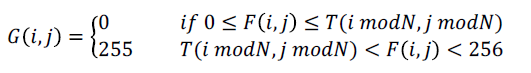 G(i,j) = {0 if 0 ≤ F(i,j) ≤ T(i modN, j modN)
255 T(i modN, j modN) < F(i,j) < 256